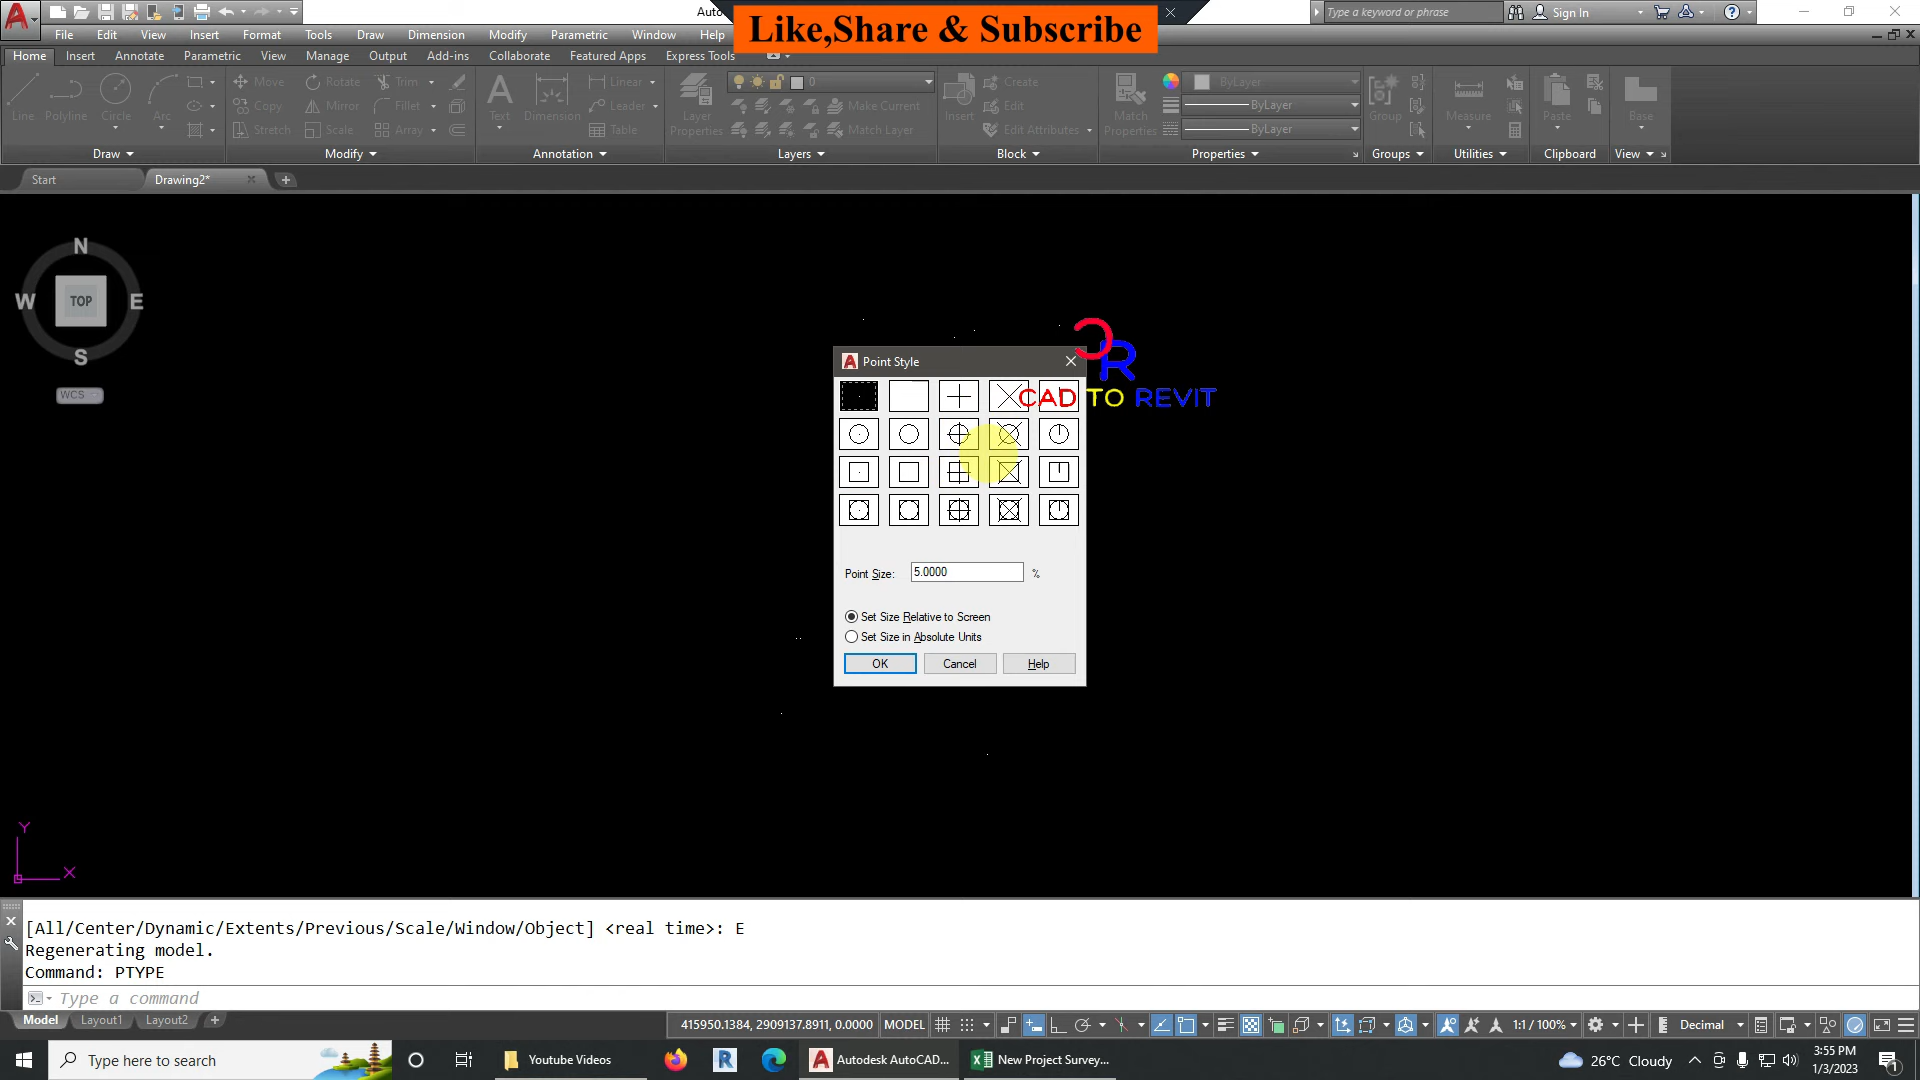 Auto
Like,Share & Subscribe
Type a keyword or phrase
Sign In
File Edit View Insert Format Tools Draw Dimension Modify Parametric Window Help
Home Insert Annotate Parametric View Manage Output Add-ins Collaborate Featured Apps Express Tools
Line Polyline Circle Arc
Move Rotate Trim
Copy Mirror Fillet
Stretch Scale Array
Text Dimension
Linear
Leader
Table
Layer Properties
0
Make Current
Match Layer
Insert
Create
Edit
Edit Attributes
Match Properties
ByLayer
ByLayer
ByLayer
Group
Measure
Paste
Base
Draw Modify Annotation Layers Block Properties Groups Utilities Clipboard View
Start Drawing2*
N
W TOP E
S
WCS
Point Style
CR
CAD TO REVIT
Point Size: 5.0000 %
Set Size Relative to Screen
Set Size in Absolute Units
OK Cancel Help
Y
X
[All/Center/Dynamic/Extents/Previous/Scale/Window/Object] <real time>: E
Regenerating model.
Command: PTYPE
Type a command
Model Layout1 Layout2
415950.1384, 2909137.8911, 0.0000 MODEL 1:1 / 100% Decimal
Type here to search
Youtube Videos
Autodesk AutoCAD...
New Project Survey...
26°C Cloudy
3:55 PM
1/3/2023
1